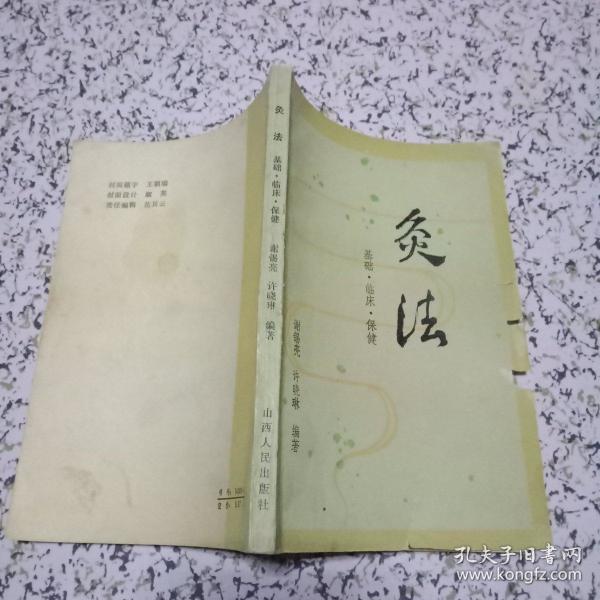 灸法
基础·临床·保健
谢锡亮 许晓琳 编著
灸法 基础·临床·保健 谢锡亮 许晓琳 编著 山西人民出版社
封面题字 王朝瑞
封面设计
责任编辑 范其云
孔夫子旧书网
www.kongfz.com